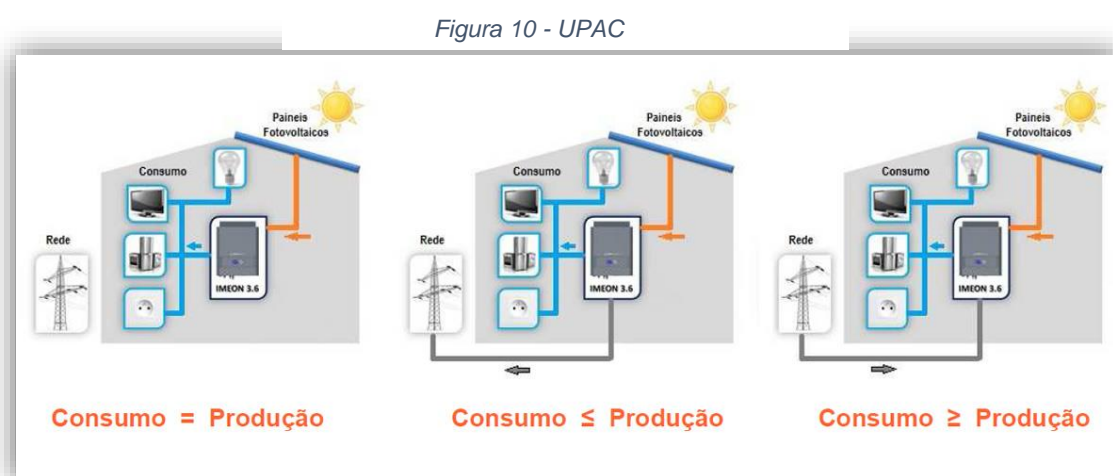 Figura 10 - UPAC
Paineis
Fotovoltaicos
Consumo
Rede
IMEON 3.6
Consumo = Produção
Paineis
Fotovoltaicos
Consumo
Rede
IMEON 3.6
Consumo ≤ Produção
Paineis
Fotovoltaicos
Consumo
Rede
IMEON 3.6
Consumo ≥ Produção